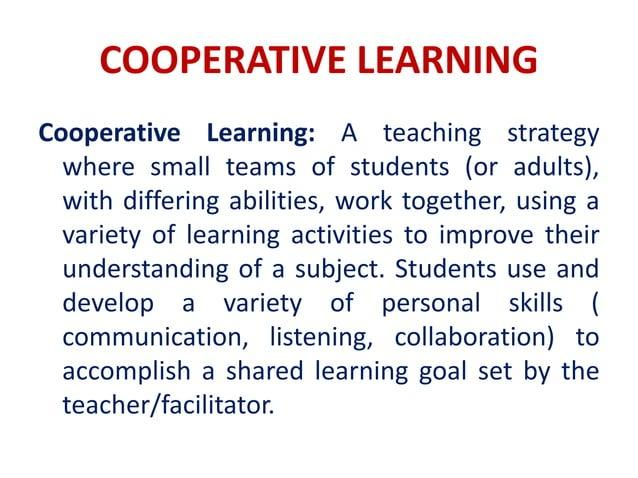 COOPERATIVE LEARNING
Cooperative Learning: A teaching strategy
where small teams of students (or adults),
with differing abilities, work together, using a
variety of learning activities to improve their
understanding of a subject. Students use and
develop a variety of personal skills (
communication, listening, collaboration) to
accomplish a shared learning goal set by the
teacher/facilitator.